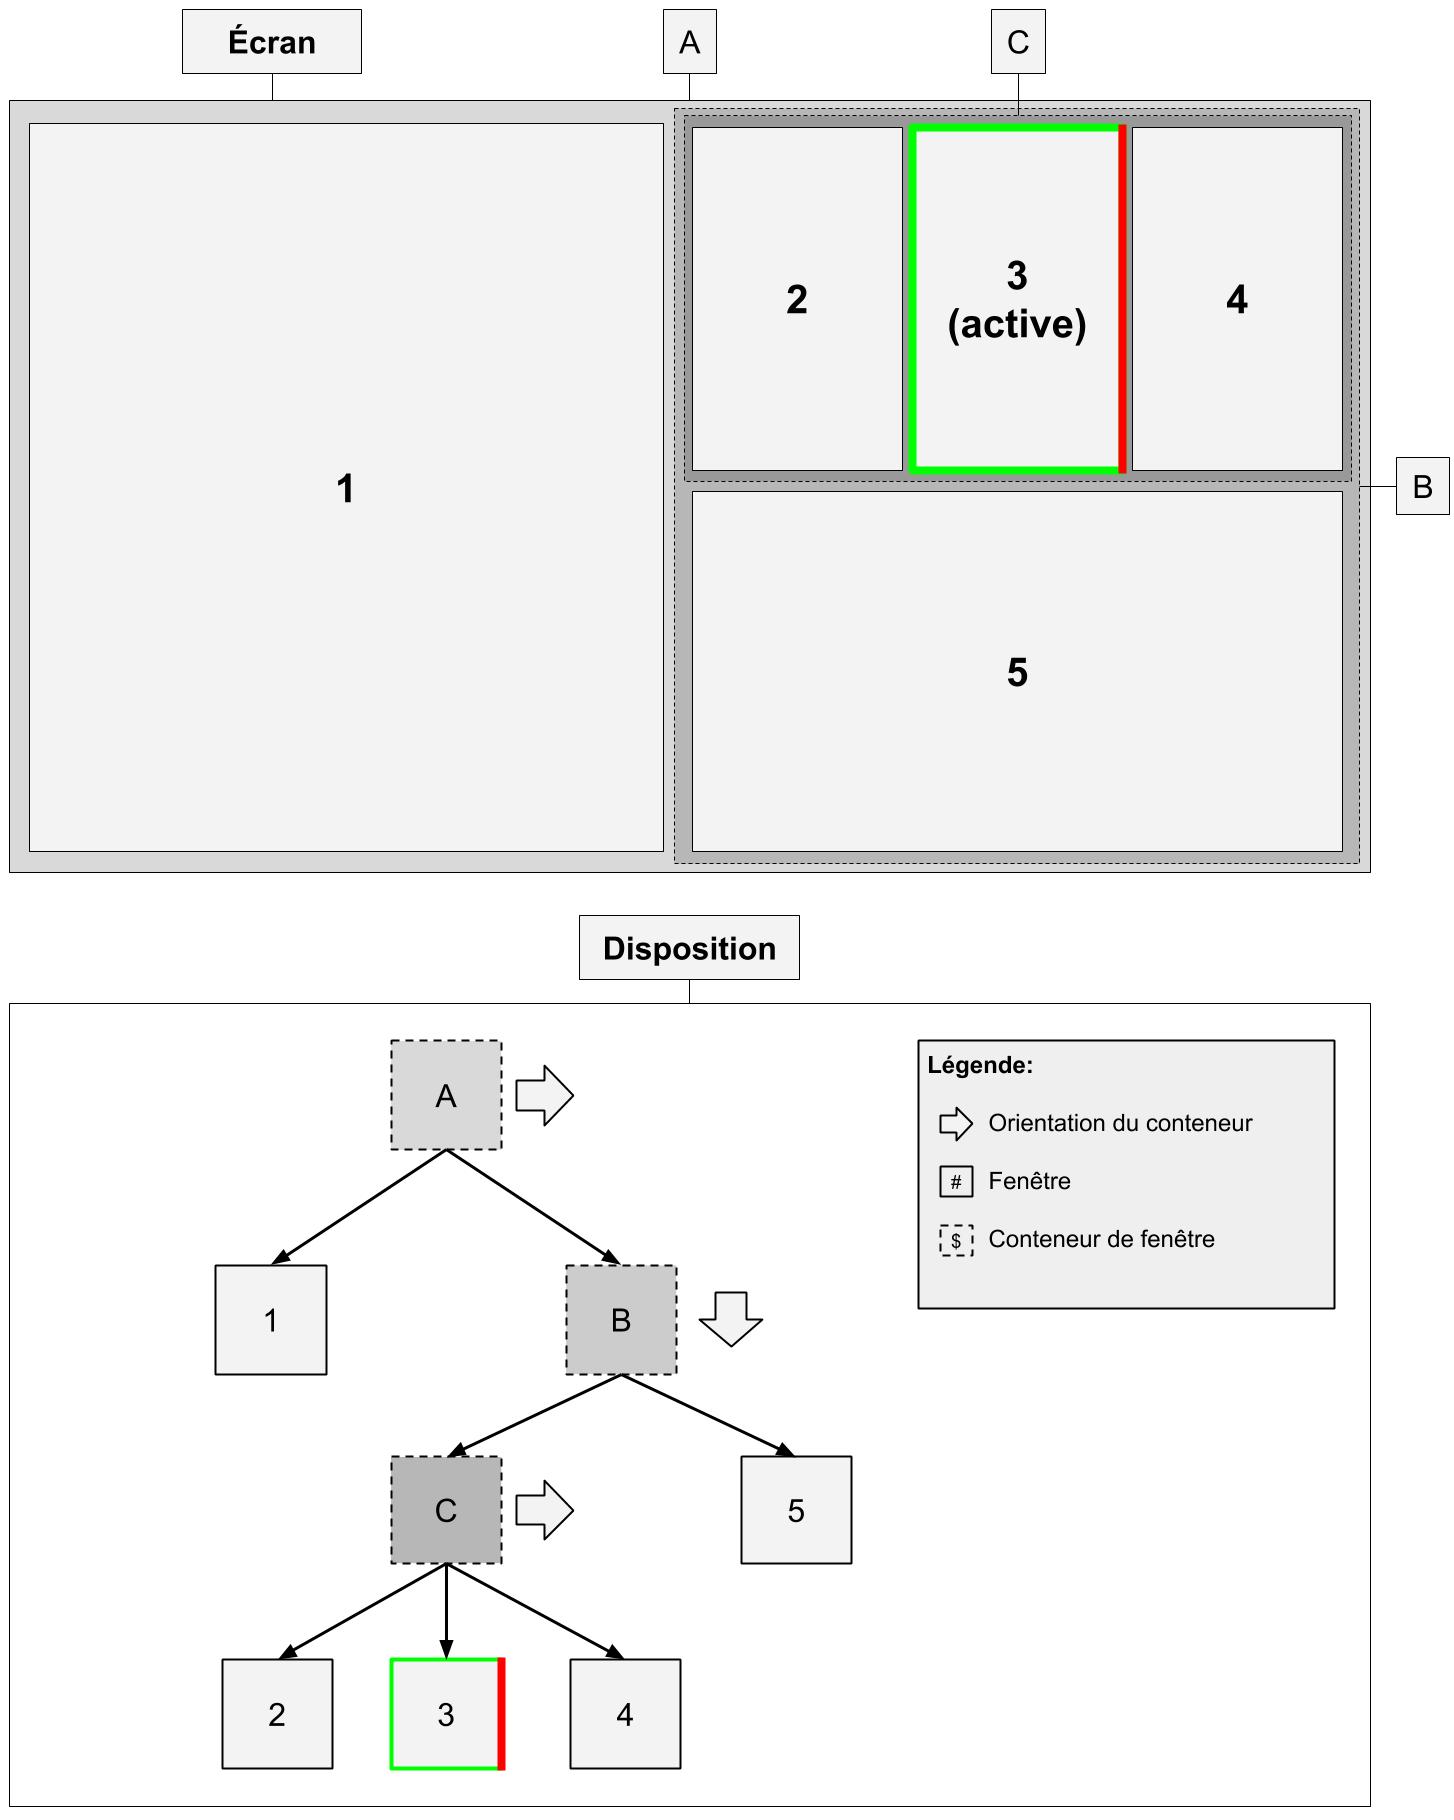 Écran
A
C
2
3
(active)
4
1
B
5
Disposition
A
Légende:
Orientation du conteneur
# Fenêtre
$ Conteneur de fenêtre
1
B
C
5
2
3
4